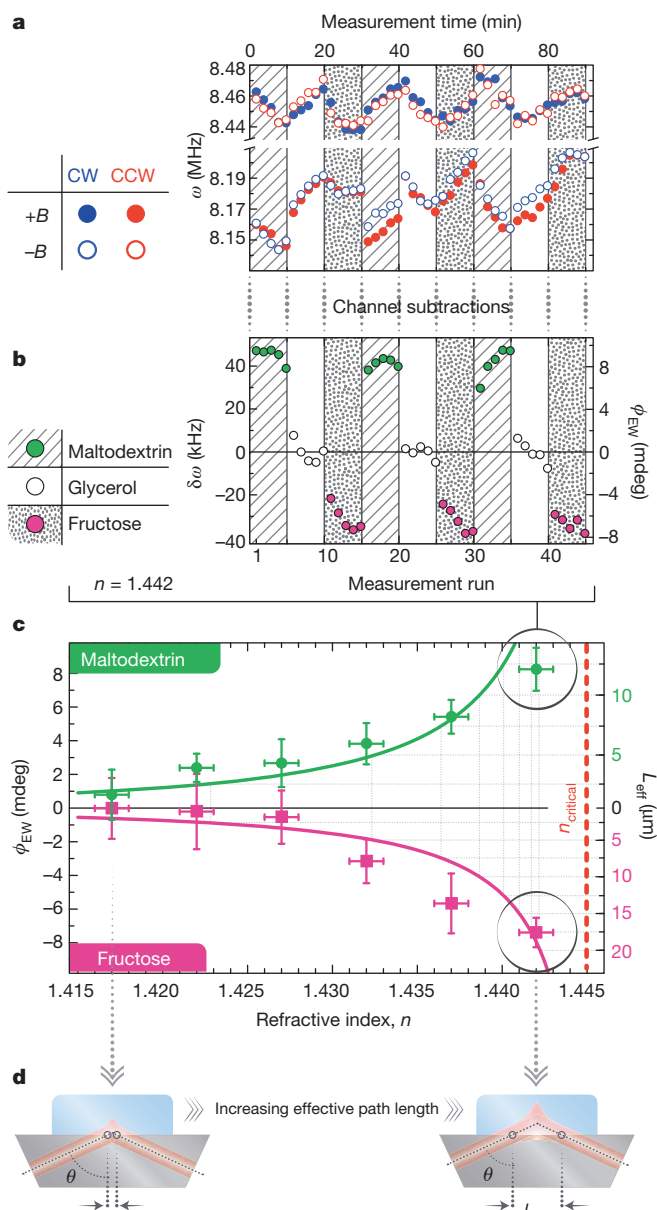 a
Measurement time (min)
0 20 40 60 80
8.48
8.46
8.44
8.19
8.17
8.15
ω (MHz)
CW CCW
+B
–B
Channel subtractions
b
40
20
0
−20
−40
δω (kHz)
8
4
0
−4
−8
ϕEW (mdeg)
Maltodextrin
Glycerol
Fructose
1 10 20 30 40
n = 1.442
Measurement run
c
Maltodextrin
8
6
4
2
0
−2
−4
−6
−8
ϕEW (mdeg)
10
5
0
5
10
15
20
Leff (μm)
ncritical
Fructose
1.415 1.420 1.425 1.430 1.435 1.440 1.445
Refractive index, n
d
Increasing effective path length
θ
θ